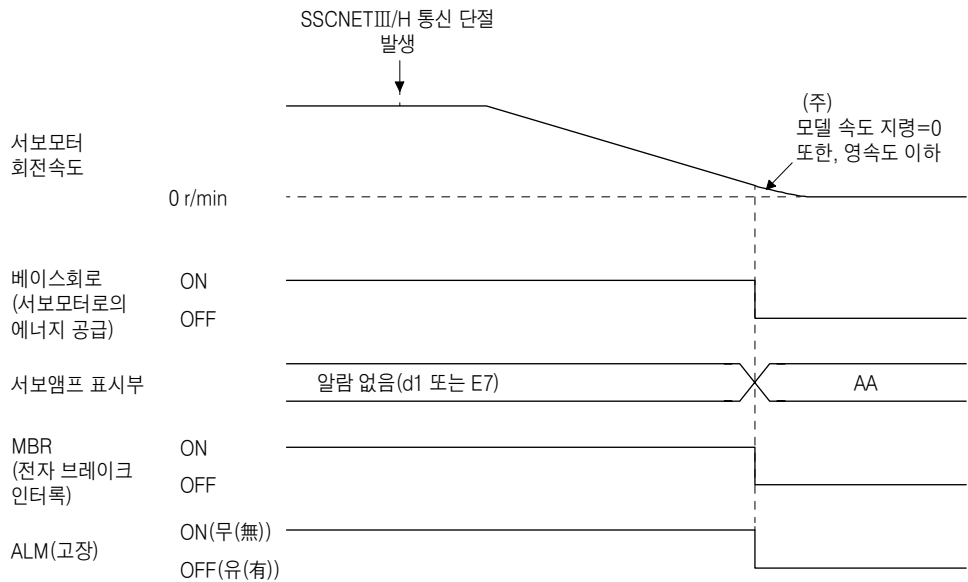 SSCNETⅢ/H 통신 단절
발생
(주)
모델 속도 지령=0
또한, 영속도 이하
서보모터
회전속도
0 r/min
베이스회로
(서보모터로의
에너지 공급)
ON
OFF
서보앰프 표시부
알람 없음(d1 또는 E7)
AA
MBR
(전자 브레이크
인터록)
ON
OFF
ALM(고장)
ON(무(無))
OFF(유(有))